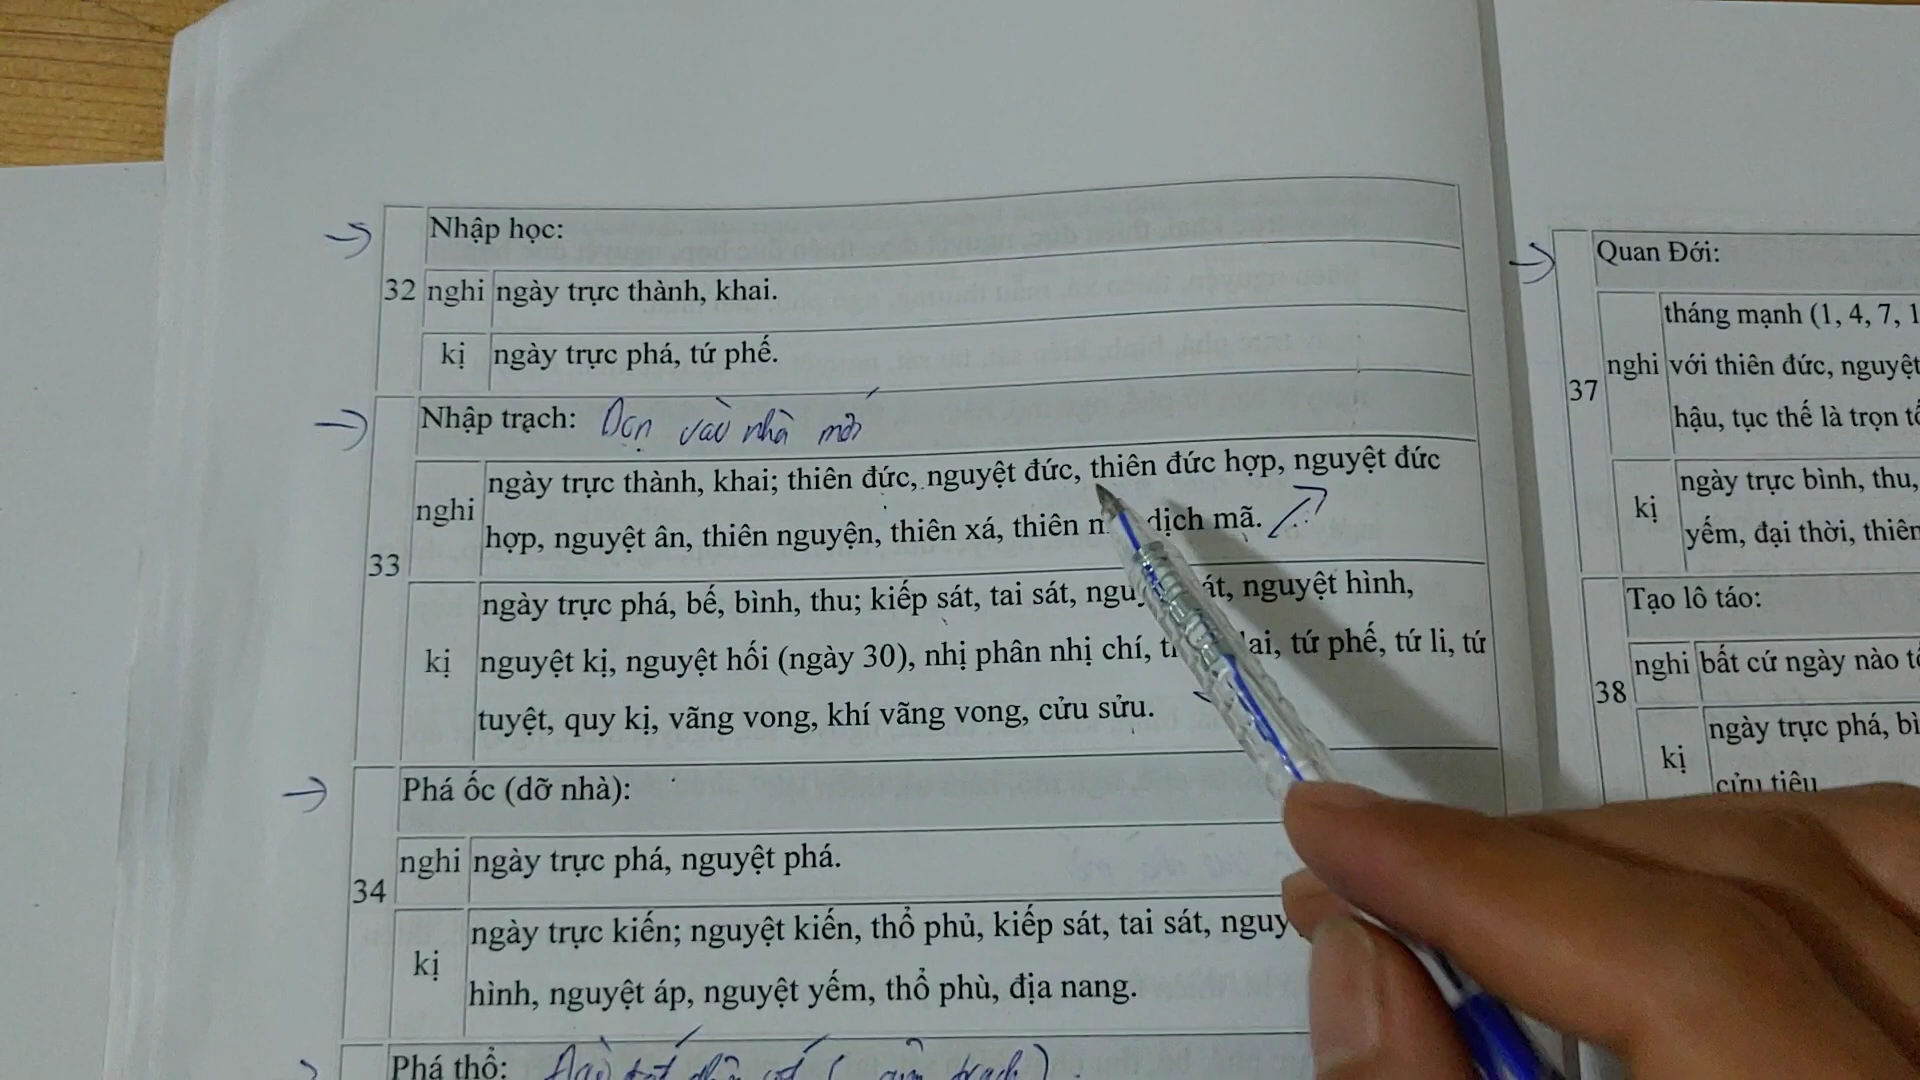 Nhập học:
32 nghi ngày trực thành, khai.
kị ngày trực phá, tứ phế.
Nhập trạch: Dọn vào nhà mới
33
nghi
ngày trực thành, khai; thiên đức, nguyệt đức, thiên đức hợp, nguyệt đức
hợp, nguyệt ân, thiên nguyện, thiên xá, thiên dịch mã.
kị
ngày trực phá, bế, bình, thu; kiếp sát, tai sát, nguyệt hình,
nguyệt kị, nguyệt hối (ngày 30), nhị phân nhị chí, tứ phế, tứ li, tứ
tuyệt, quy kị, vãng vong, khí vãng vong, cửu sửu.
Phá ốc (dỡ nhà):
34
nghi ngày trực phá, nguyệt phá.
kị
ngày trực kiến; nguyệt kiến, thổ phủ, kiếp sát, tai sát,
hình, nguyệt áp, nguyệt yếm, thổ phù, địa nang.
Phá thổ:
Quan Đới:
37
nghi
tháng mạnh (1, 4, 7, 1
với thiên đức, nguyệt
hậu, tục thế là trọn
kị
ngày trực bình, thu,
yếm, đại thời, thiên
Tạo lô táo:
38
nghi bất cứ ngày nào
kị
ngày trực phá,
cửu tiêu